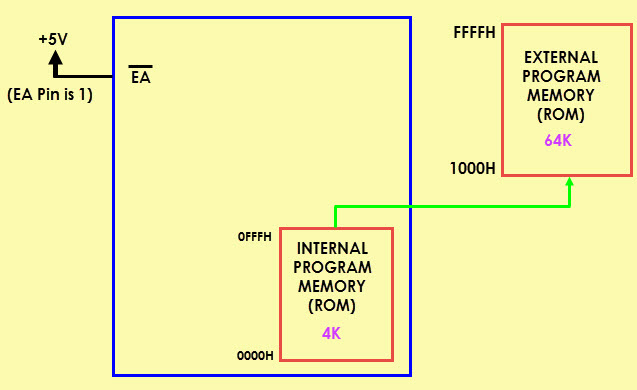 +5V
EA
(EA Pin is 1)
FFFFH
EXTERNAL
PROGRAM
MEMORY
(ROM)
64K
1000H
0FFFH
INTERNAL
PROGRAM
MEMORY
(ROM)
4K
0000H